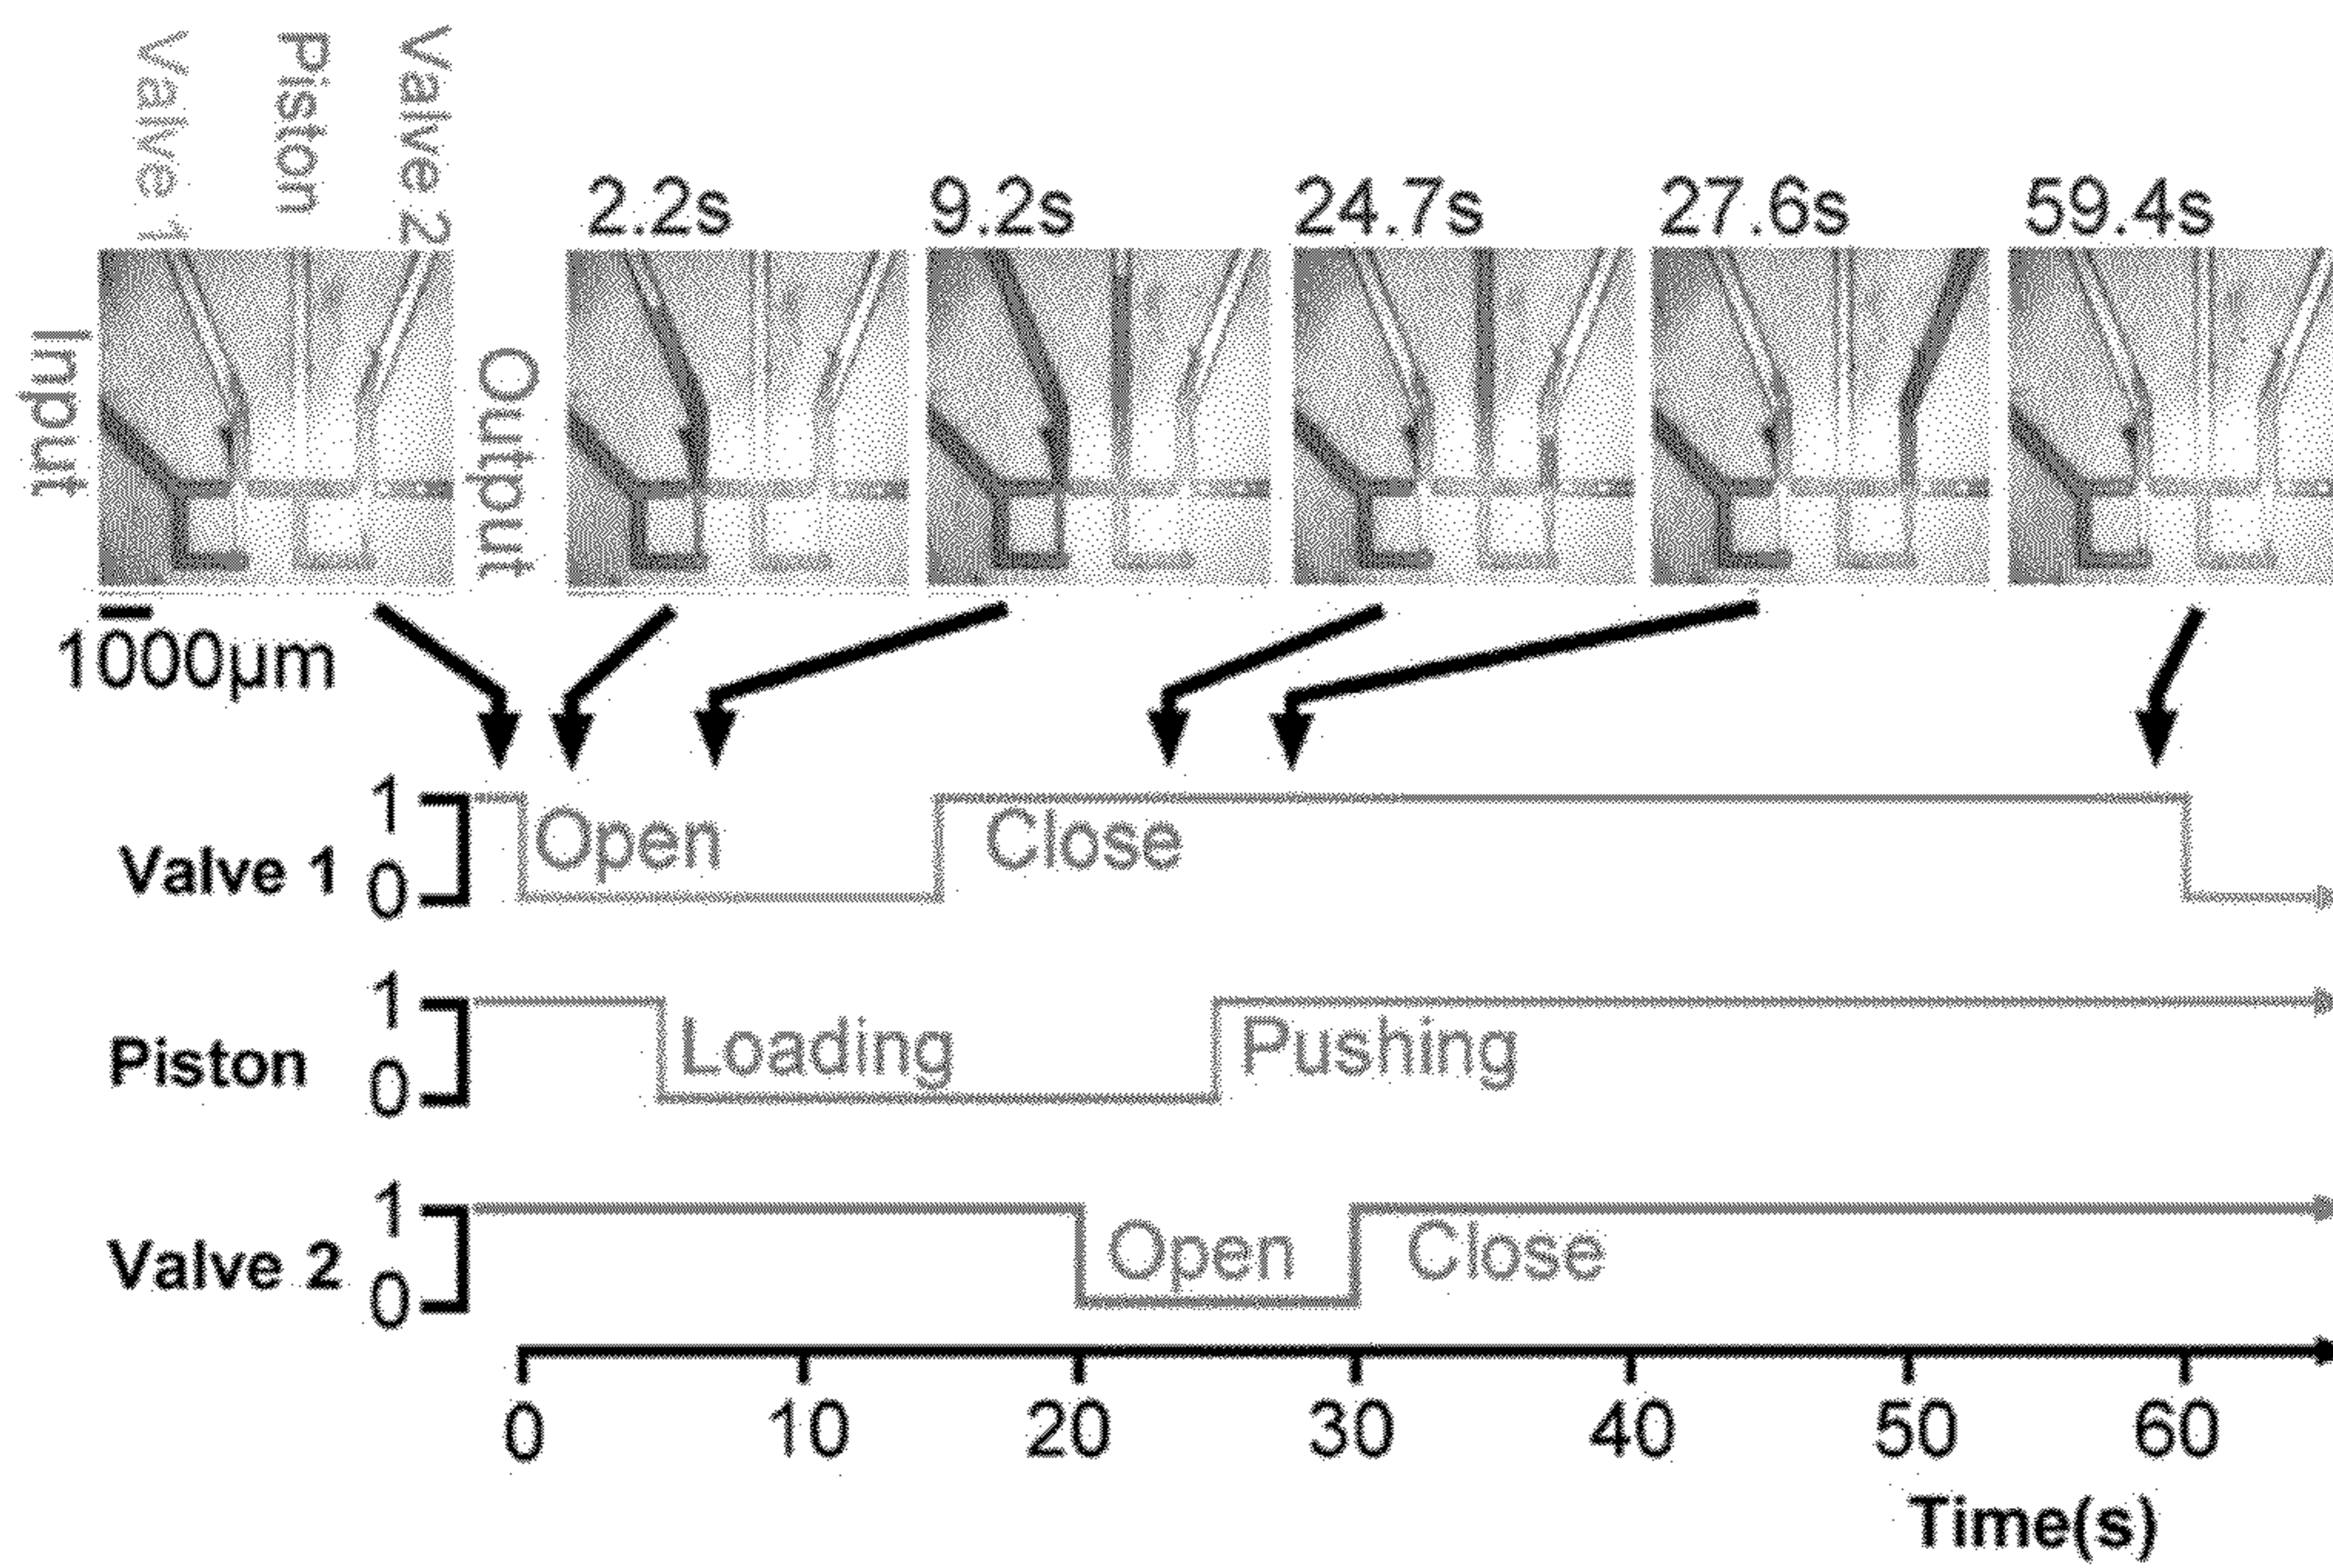 Valve 1
Piston
Valve 2
2.2s
9.2s
24.7s
27.6s
59.4s
Input
Output
1000µm
1
Open
Close
Valve 1
0
1
Loading
Pushing
Piston
0
1
Open
Close
Valve 2
0
0
10
20
30
40
50
60
Time(s)